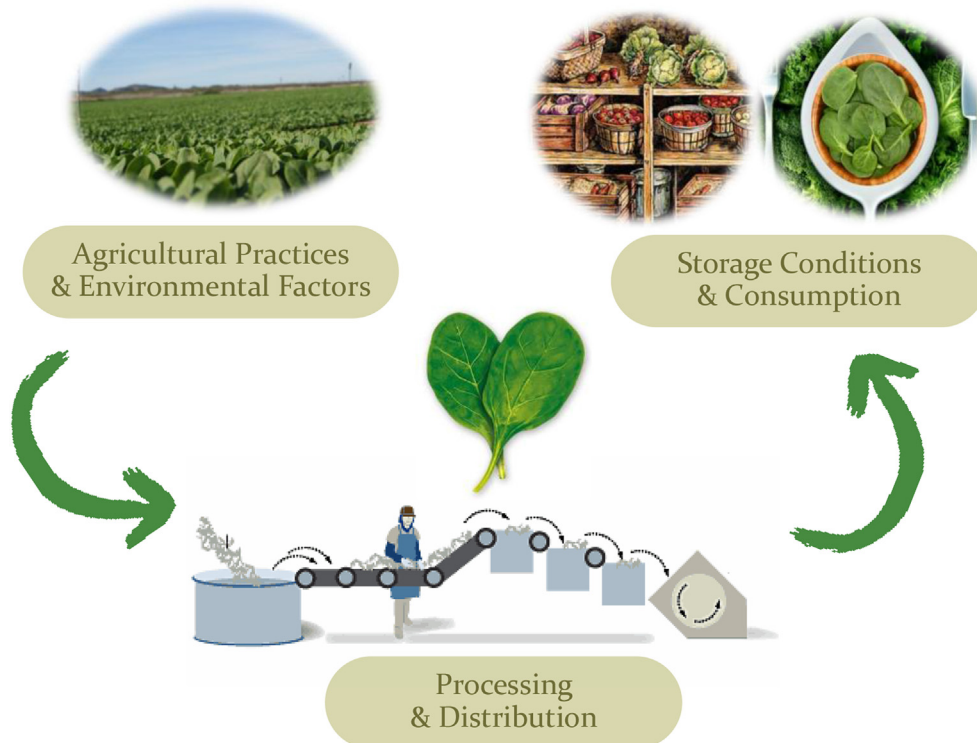 Agricultural Practices
& Environmental Factors
Storage Conditions
& Consumption
Processing
& Distribution